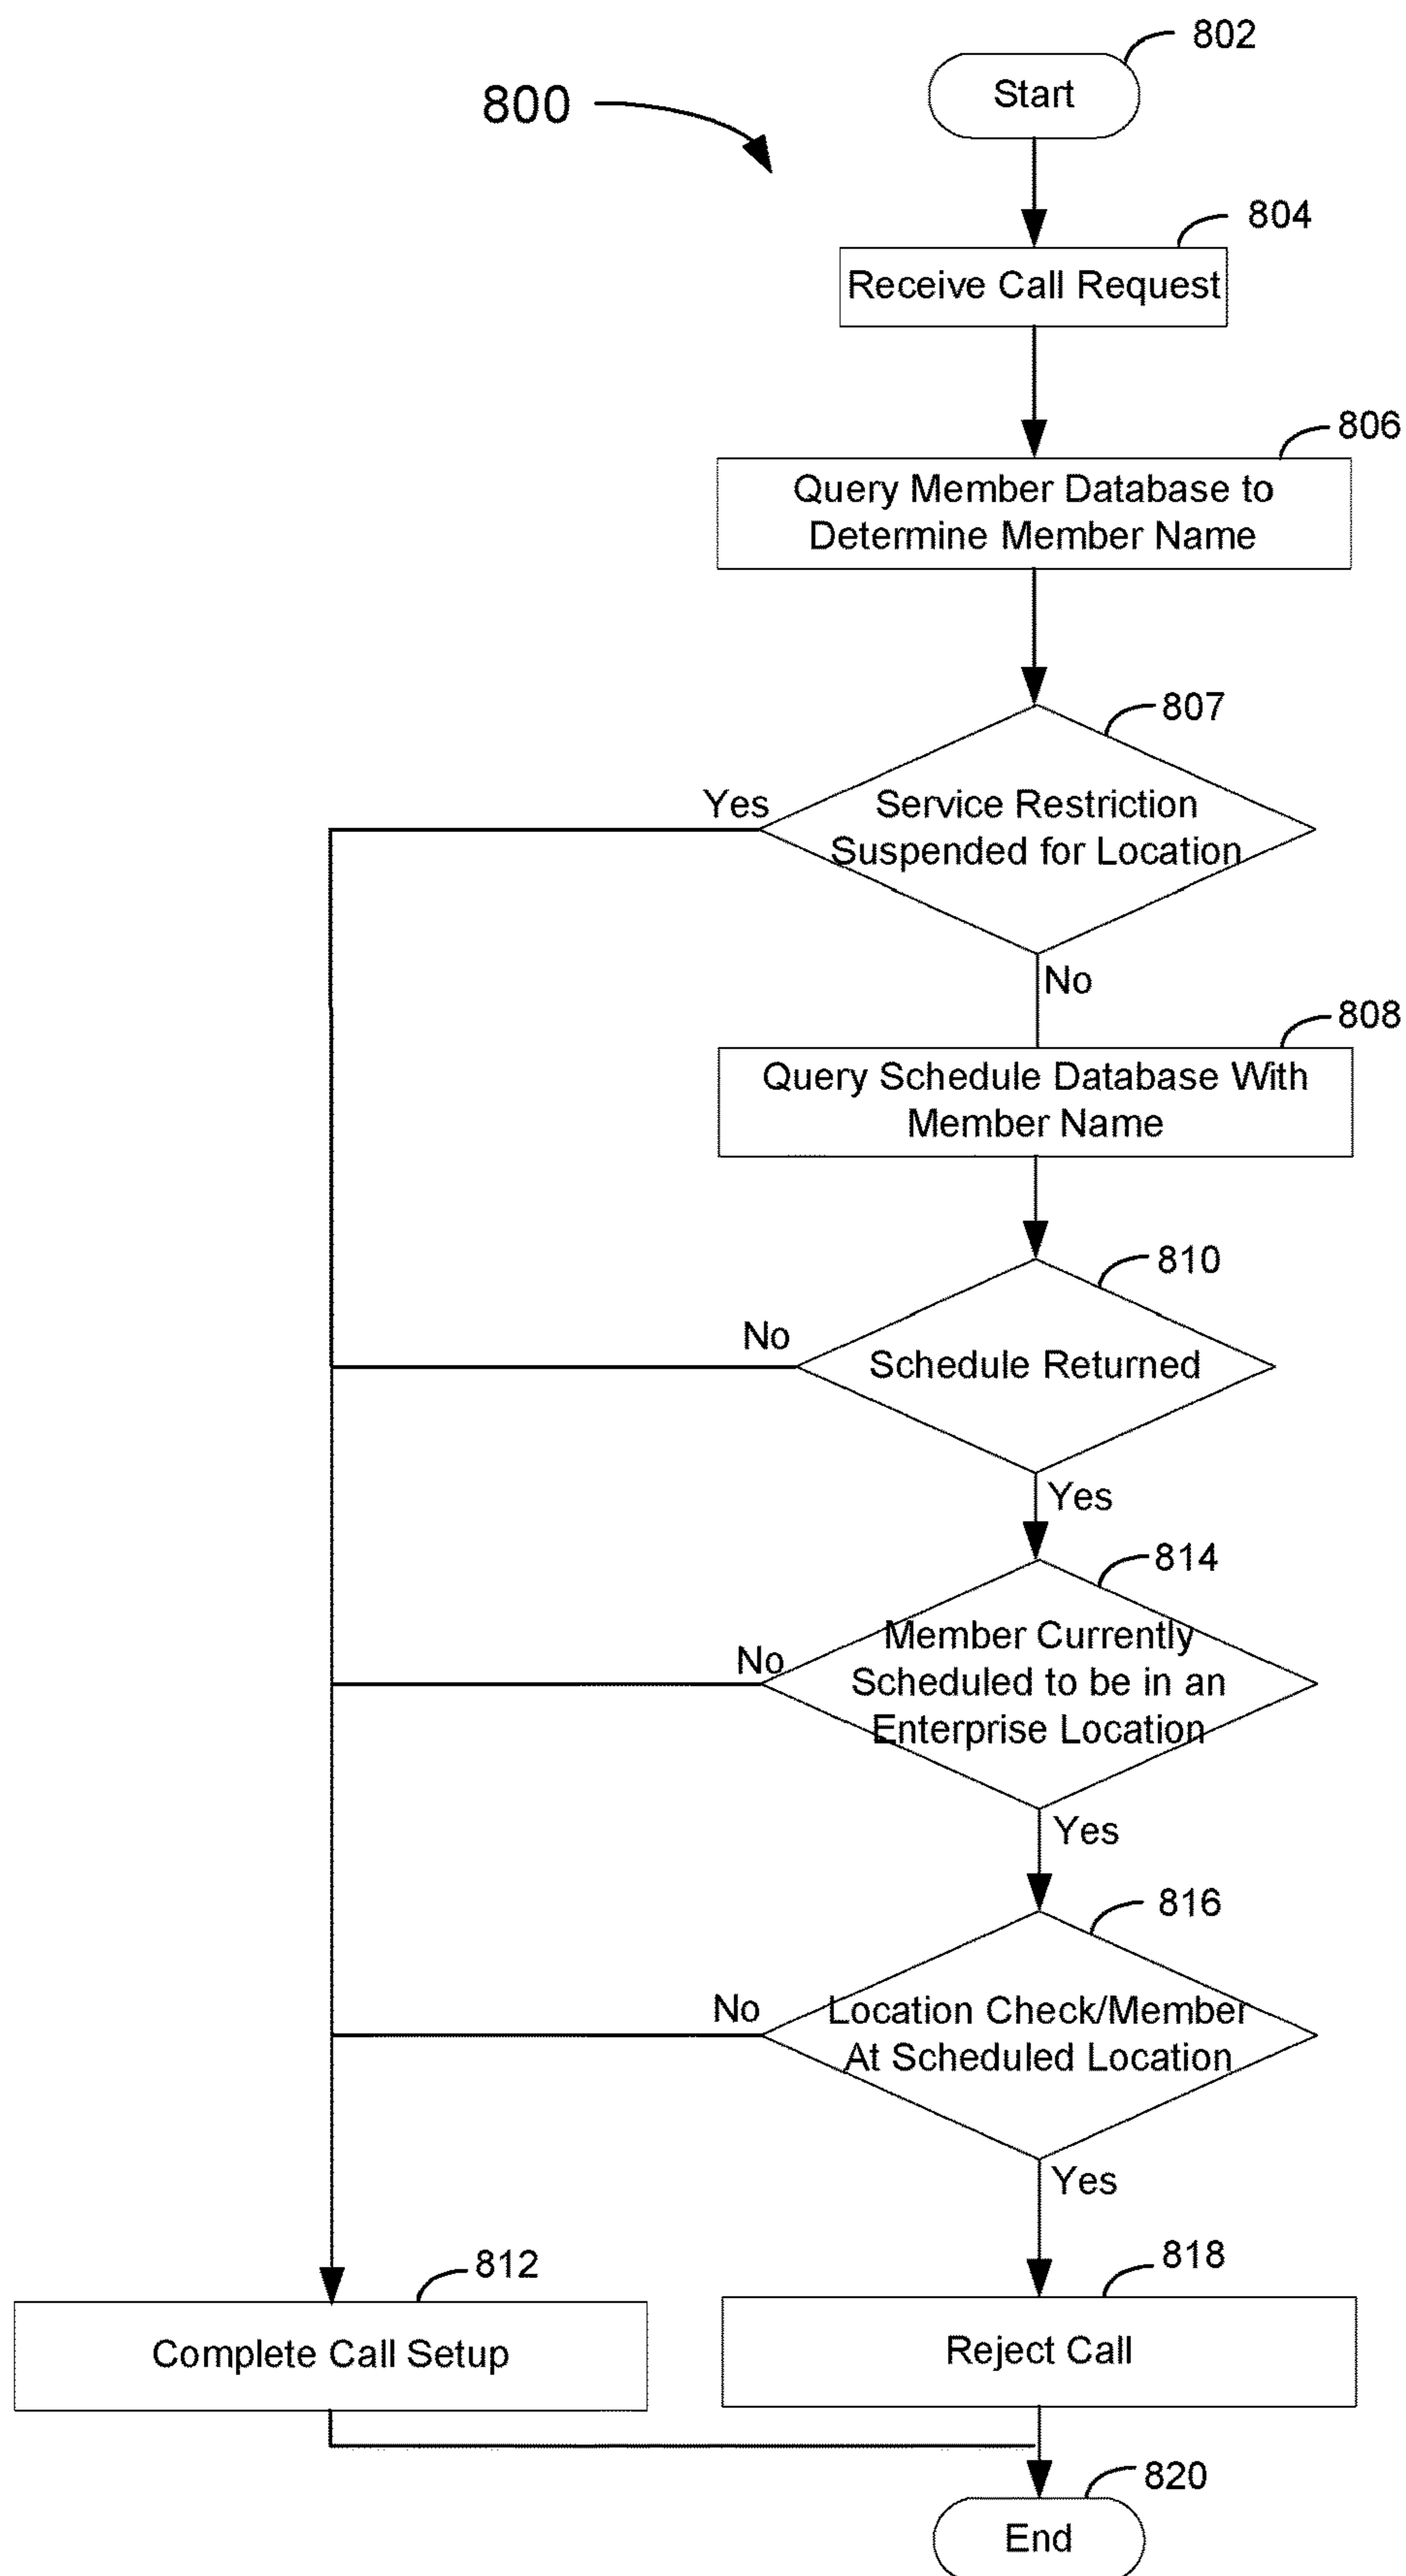 802
Start
800
804
Receive Call Request
806
Query Member Database to
Determine Member Name
807
Yes
Service Restriction
Suspended for Location
No
808
Query Schedule Database With
Member Name
810
No
Schedule Returned
Yes
814
No
Member Currently
Scheduled to be in an
Enterprise Location
Yes
816
No
Location Check/Member
At Scheduled Location
Yes
812
Complete Call Setup
818
Reject Call
820
End